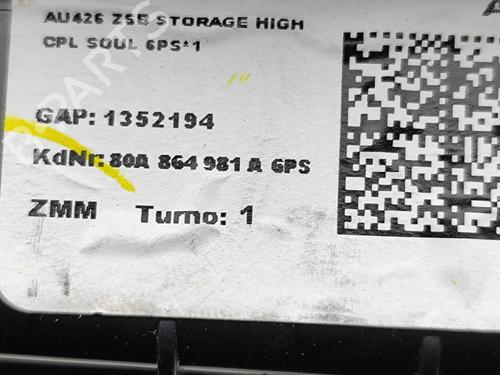 AU426 ZSB STORAGE HIGH
CPL SOUL 6PS*1
GAP: 1352194
KdNr: 80A 864 981 A 6PS
ZMM Turno: 1